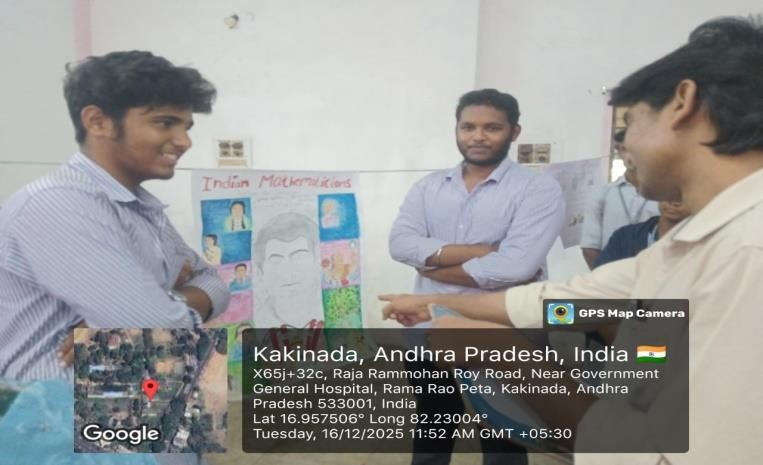 Indian Mathematicians
GPS Map Camera
Kakinada, Andhra Pradesh, India
X65j+32c, Raja Rammohan Roy Road, Near Government
General Hospital, Rama Rao Peta, Kakinada, Andhra
Pradesh 533001, India
Lat 16.957506° Long 82.23004°
Tuesday, 16/12/2025 11:52 AM GMT +05:30
Google